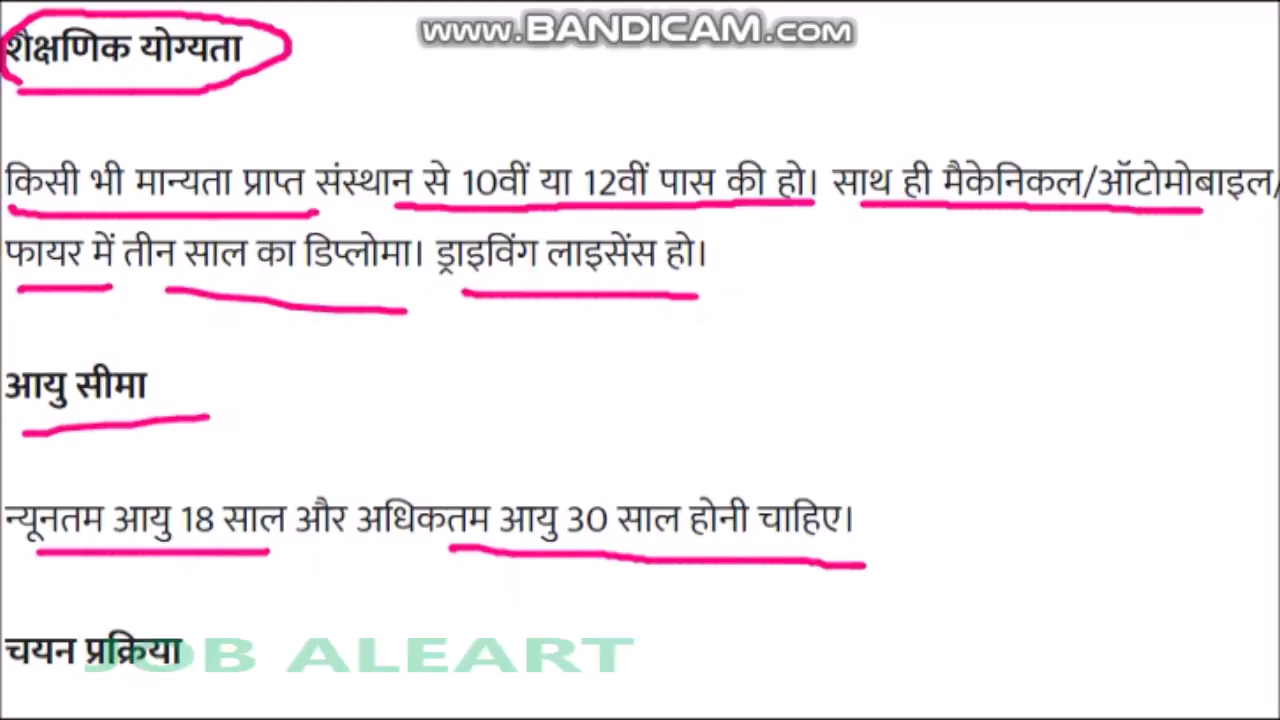 www.BANDICAM.com
शैक्षणिक योग्यता
किसी भी मान्यता प्राप्त संस्थान से 10वीं या 12वीं पास की हो। साथ ही मैकेनिकल/ऑटोमोबाइल/
फायर में तीन साल का डिप्लोमा। ड्राइविंग लाइसेंस हो।
आयु सीमा
न्यूनतम आयु 18 साल और अधिकतम आयु 30 साल होनी चाहिए।
चयन प्रक्रिया
JOB ALEART